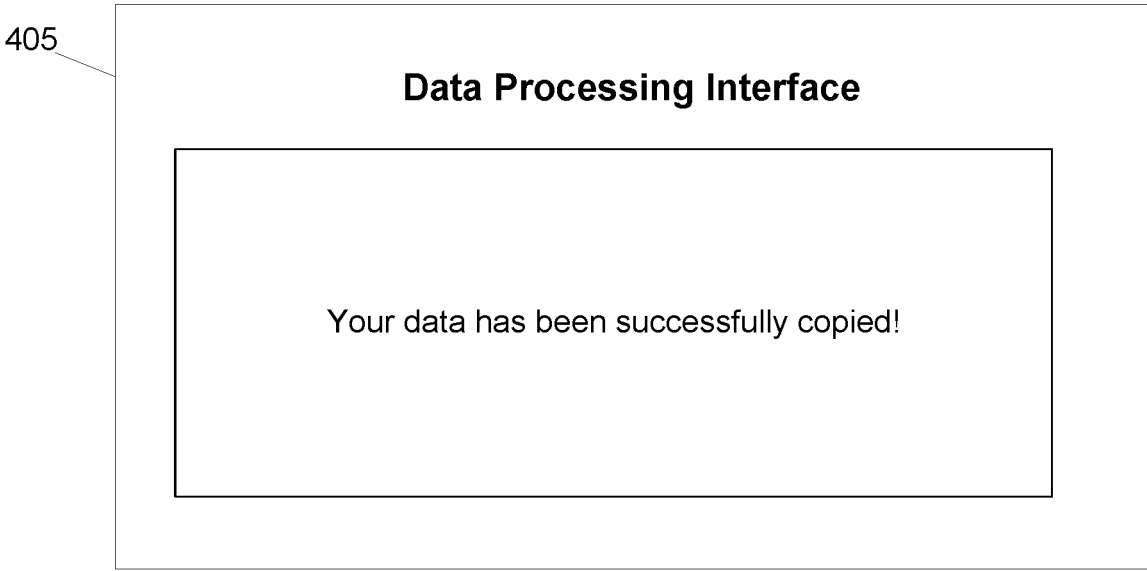 405
Data Processing Interface
Your data has been successfully copied!